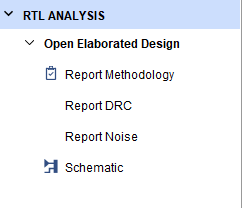 RTL ANALYSIS
Open Elaborated Design
Report Methodology
Report DRC
Report Noise
Schematic